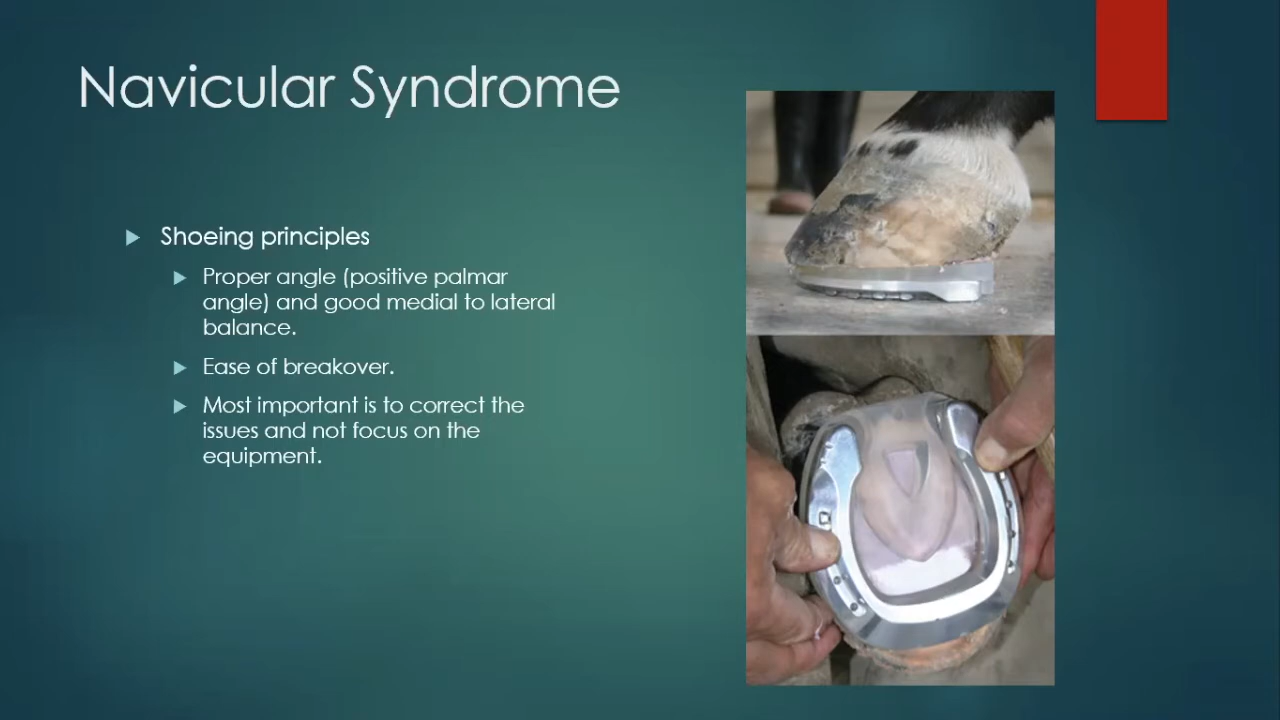 Navicular Syndrome
Shoeing principles
Proper angle (positive palmar
angle) and good medial to lateral
balance.
Ease of breakover.
Most important is to correct the
issues and not focus on the
equipment.